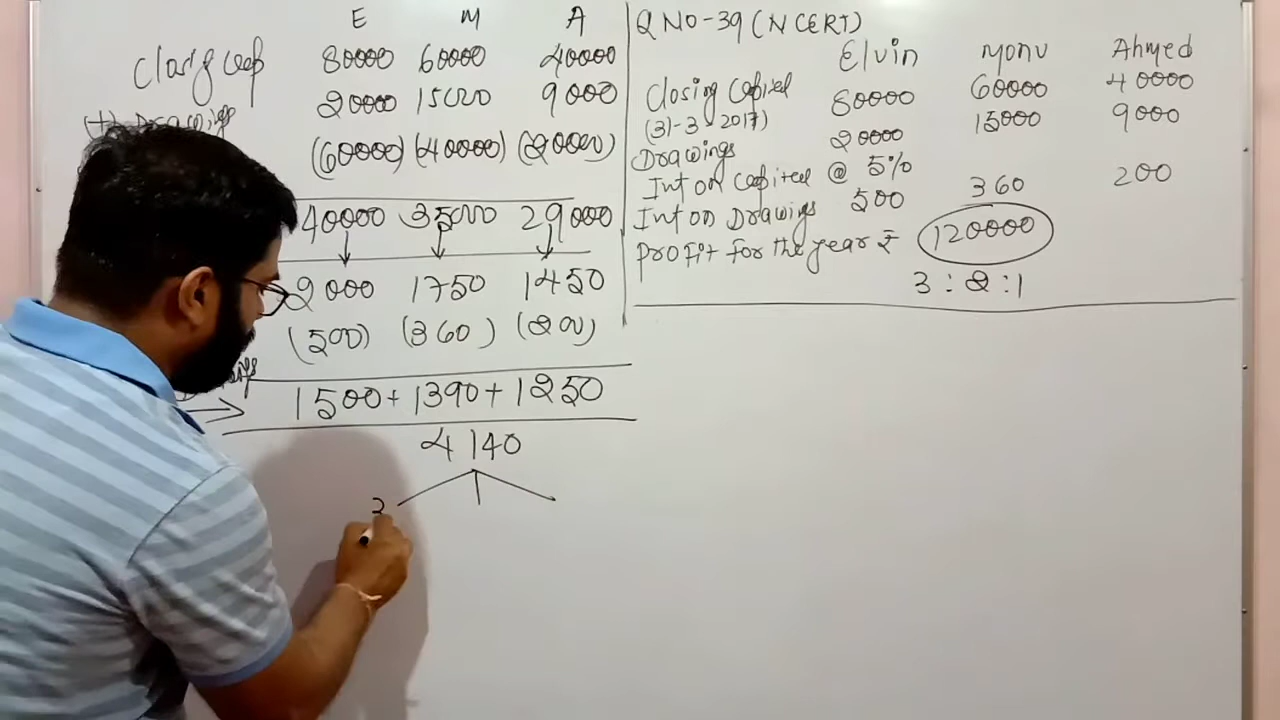 E M A
80000 60000 40000
20000 15000 9000
(60000) (40000) (20000)
40000 35000 29000
2000 1750 1450
(500) (360) (200)
1500 + 1390 + 1250
4140
3
Q NO-39 (NCERT)
Elvin Monu Ahmed
Closing Capital 80000 60000 40000
(31-3-2017)
Drawings 20000 15000 9000
Int on Capital @ 5%
Int on Drawings 500 360 200
Profit for the year ₹ 120000
3:2:1